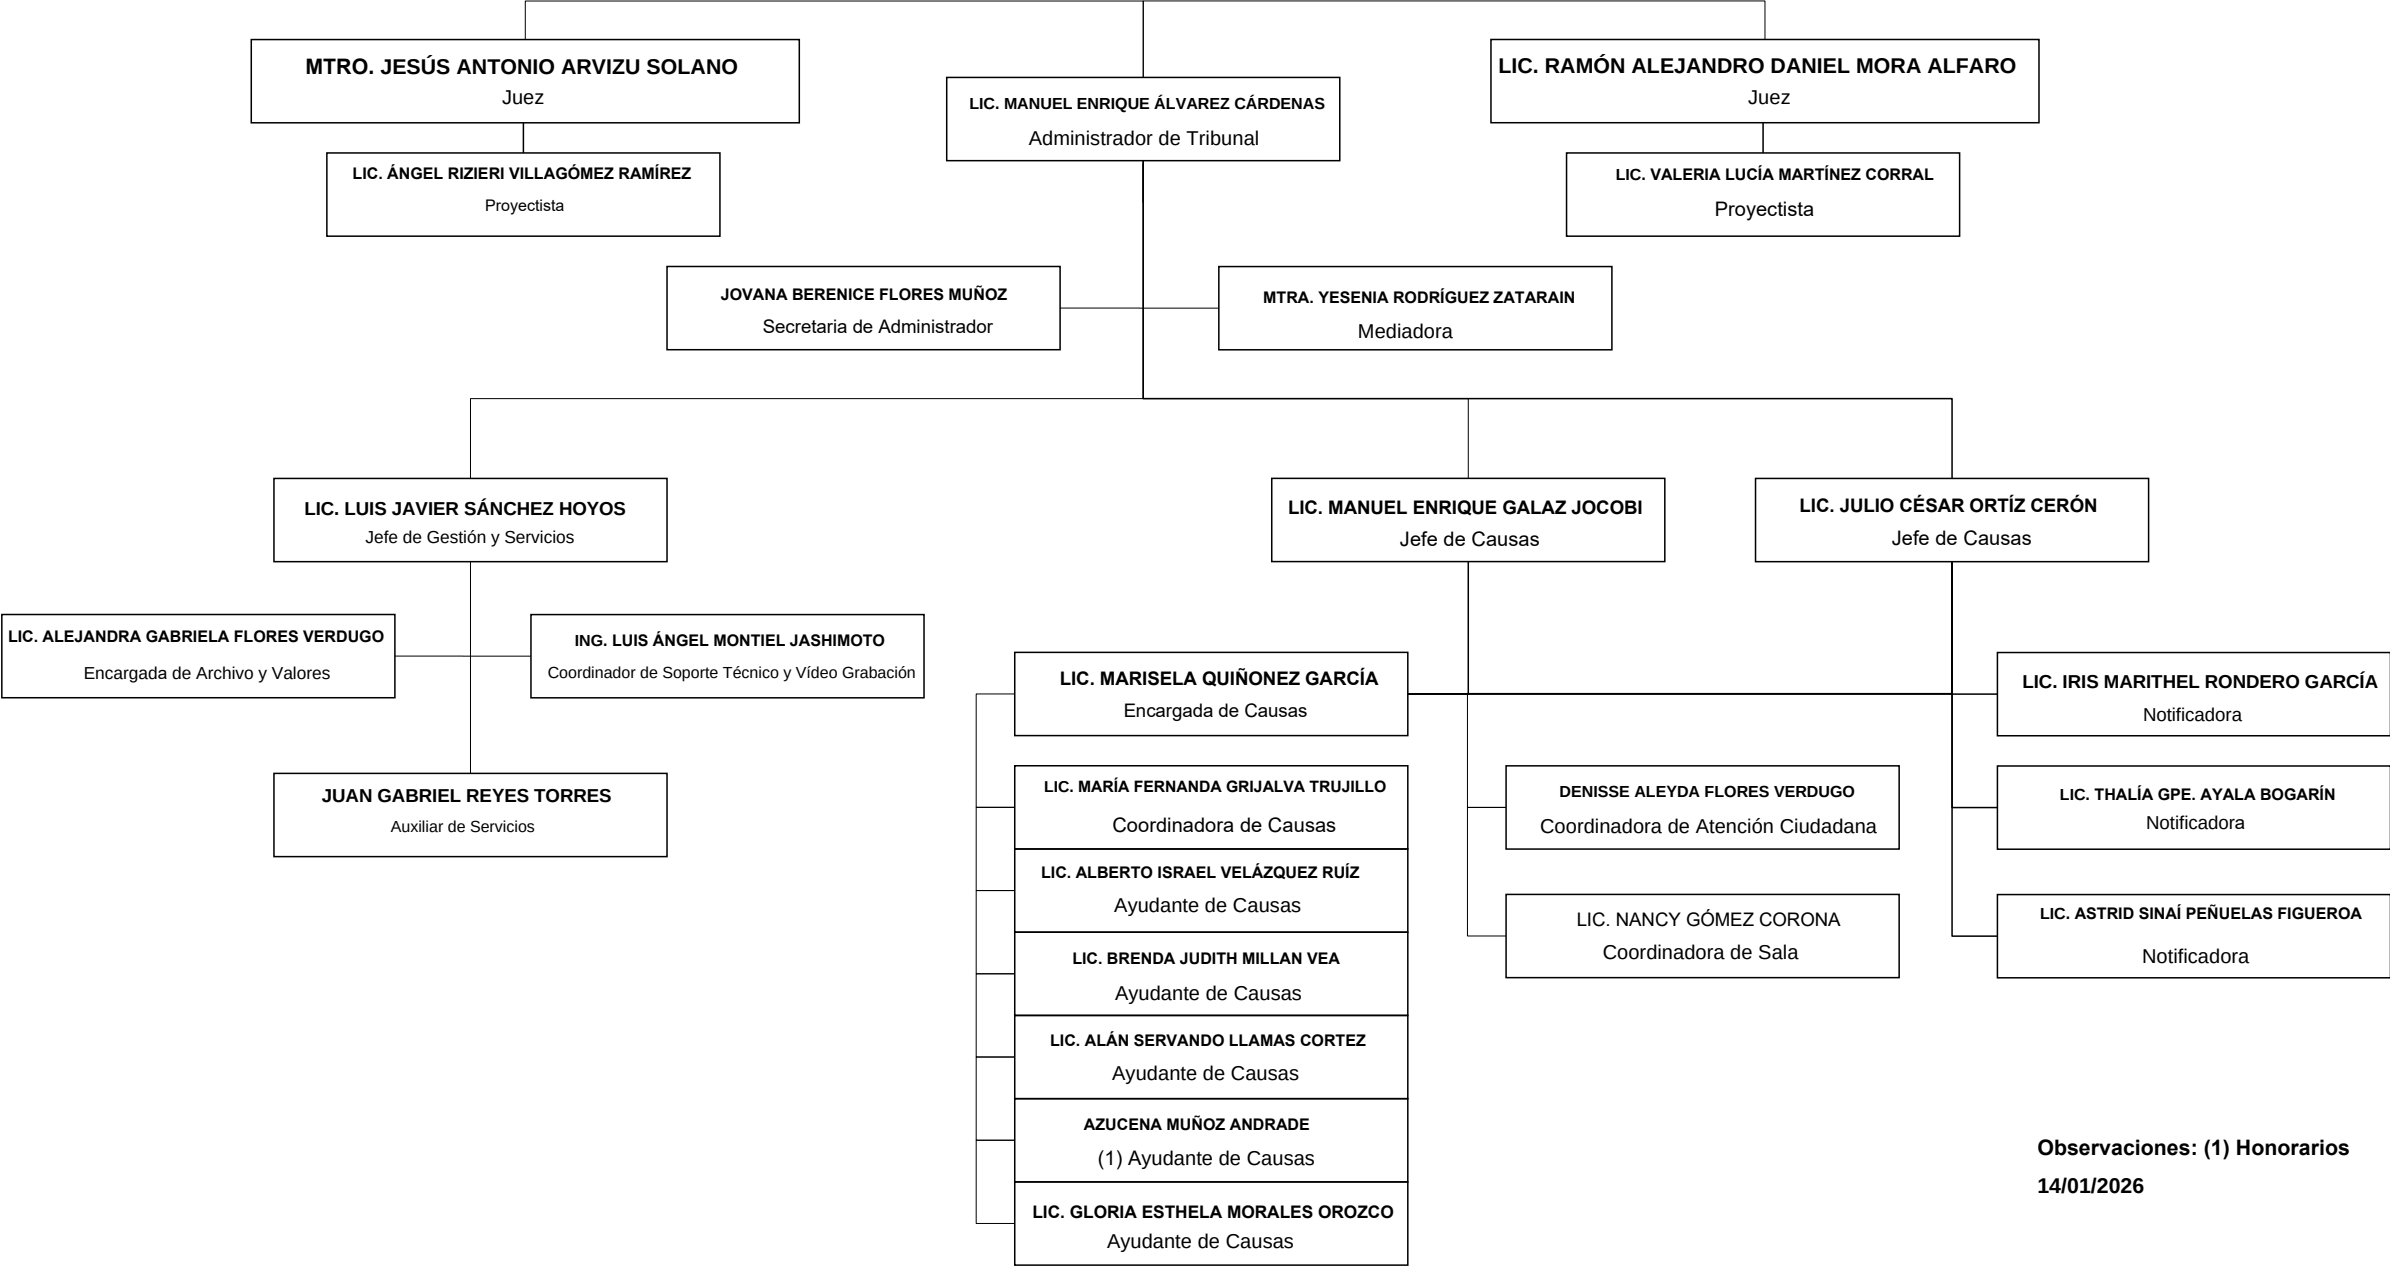 MTRO. JESÚS ANTONIO ARVIZU SOLANO
Juez
LIC. MANUEL ENRIQUE ÁLVAREZ CÁRDENAS
Administrador de Tribunal
LIC. RAMÓN ALEJANDRO DANIEL MORA ALFARO
Juez
LIC. ÁNGEL RIZIERI VILLAGÓMEZ RAMÍREZ
Proyectista
LIC. VALERIA LUCÍA MARTÍNEZ CORRAL
Proyectista
JOVANA BERENICE FLORES MUÑOZ
Secretaria de Administrador
MTRA. YESENIA RODRÍGUEZ ZATARAIN
Mediadora
LIC. LUIS JAVIER SÁNCHEZ HOYOS
Jefe de Gestión y Servicios
LIC. MANUEL ENRIQUE GALAZ JOCOBI
Jefe de Causas
LIC. JULIO CÉSAR ORTÍZ CERÓN
Jefe de Causas
LIC. ALEJANDRA GABRIELA FLORES VERDUGO
Encargada de Archivo y Valores
ING. LUIS ÁNGEL MONTIEL JASHIMOTO
Coordinador de Soporte Técnico y Vídeo Grabación
JUAN GABRIEL REYES TORRES
Auxiliar de Servicios
LIC. MARISELA QUIÑONEZ GARCÍA
Encargada de Causas
LIC. MARÍA FERNANDA GRIJALVA TRUJILLO
Coordinadora de Causas
LIC. ALBERTO ISRAEL VELÁZQUEZ RUÍZ
Ayudante de Causas
LIC. BRENDA JUDITH MILLAN VEA
Ayudante de Causas
LIC. ALÁN SERVANDO LLAMAS CORTEZ
Ayudante de Causas
AZUCENA MUÑOZ ANDRADE
(1) Ayudante de Causas
LIC. GLORIA ESTHELA MORALES OROZCO
Ayudante de Causas
DENISSE ALEYDA FLORES VERDUGO
Coordinadora de Atención Ciudadana
LIC. NANCY GÓMEZ CORONA
Coordinadora de Sala
LIC. IRIS MARITHEL RONDERO GARCÍA
Notificadora
LIC. THALÍA GPE. AYALA BOGARÍN
Notificadora
LIC. ASTRID SINAÍ PEÑUELAS FIGUEROA
Notificadora
Observaciones: (1) Honorarios
14/01/2026